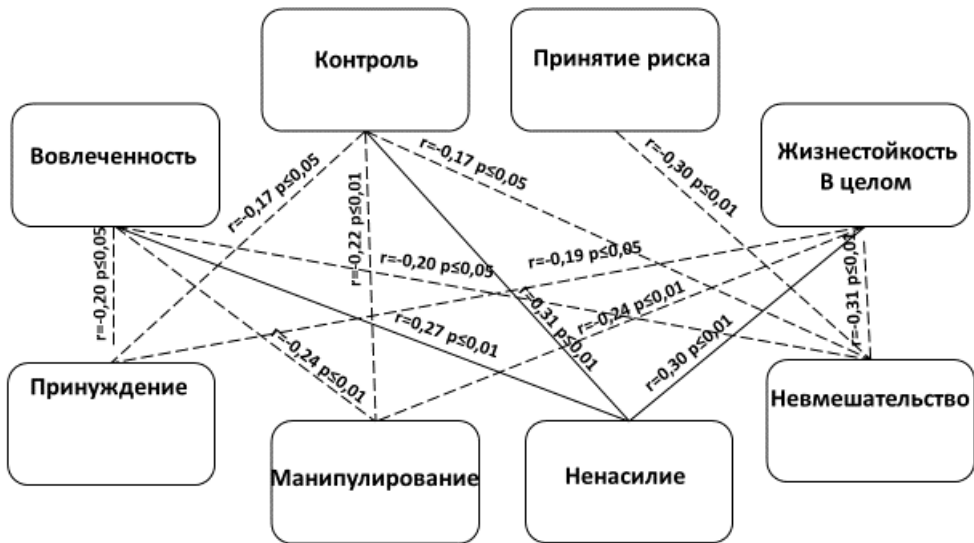 Контроль
Принятие риска
Вовлеченность
Жизнестойкость
В целом
r=-0,17 p≤0,05
r=-0,22 p≤0,01
r=-0,17 p≤0,05
r=-0,30 p≤0,01
r=-0,20 p≤0,05
r=-0,20 p≤0,05
r=-0,19 p≤0,05
r=-0,31 p≤0,01
r=-0,24 p≤0,01
r=0,27 p≤0,01
r=0,31 p≤0,01
r=-0,24 p≤0,01
r=0,30 p≤0,01
Принуждение
Невмешательство
Манипулирование
Ненасилие